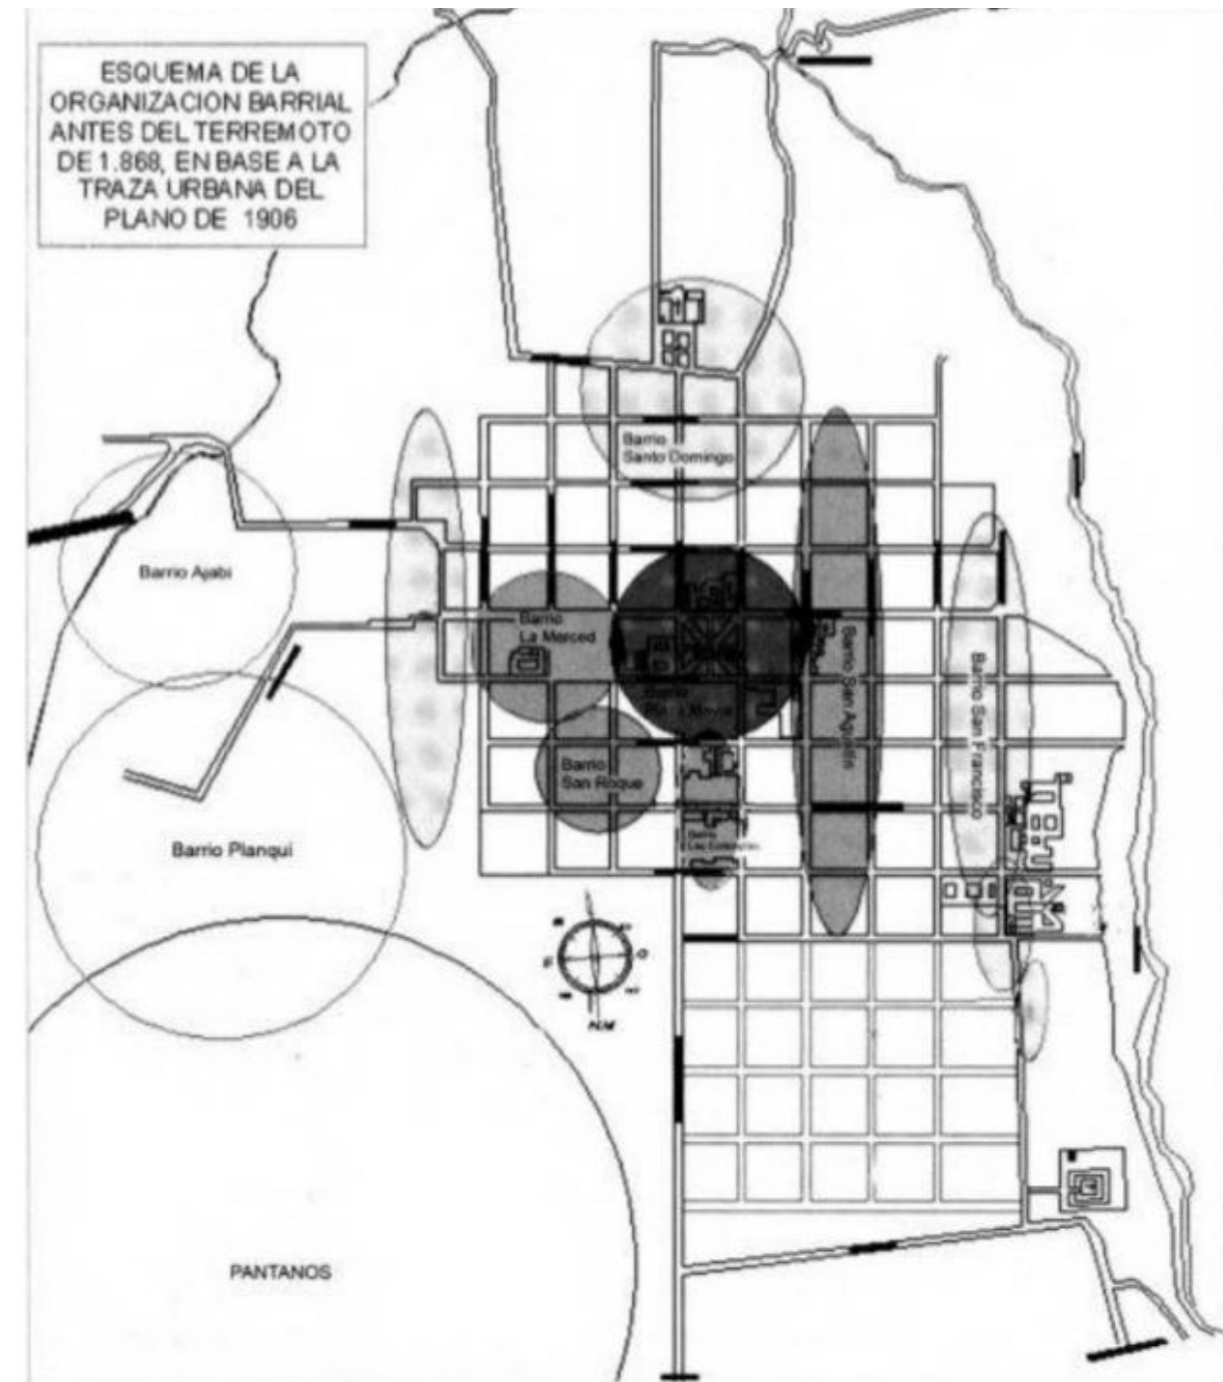 ESQUEMA DE LA
ORGANIZACION BARRIAL
ANTES DEL TERREMOTO
DE 1.868, EN BASE A LA
TRAZA URBANA DEL
PLANO DE 1906
Barrio
Santo Domingo
Barrio Ajabi
Barrio
La Merced
Barrio San Agustín
Barrio San Francisco
Barrio
San Roque
Barrio Planqui
E
O
N.M
PANTANOS